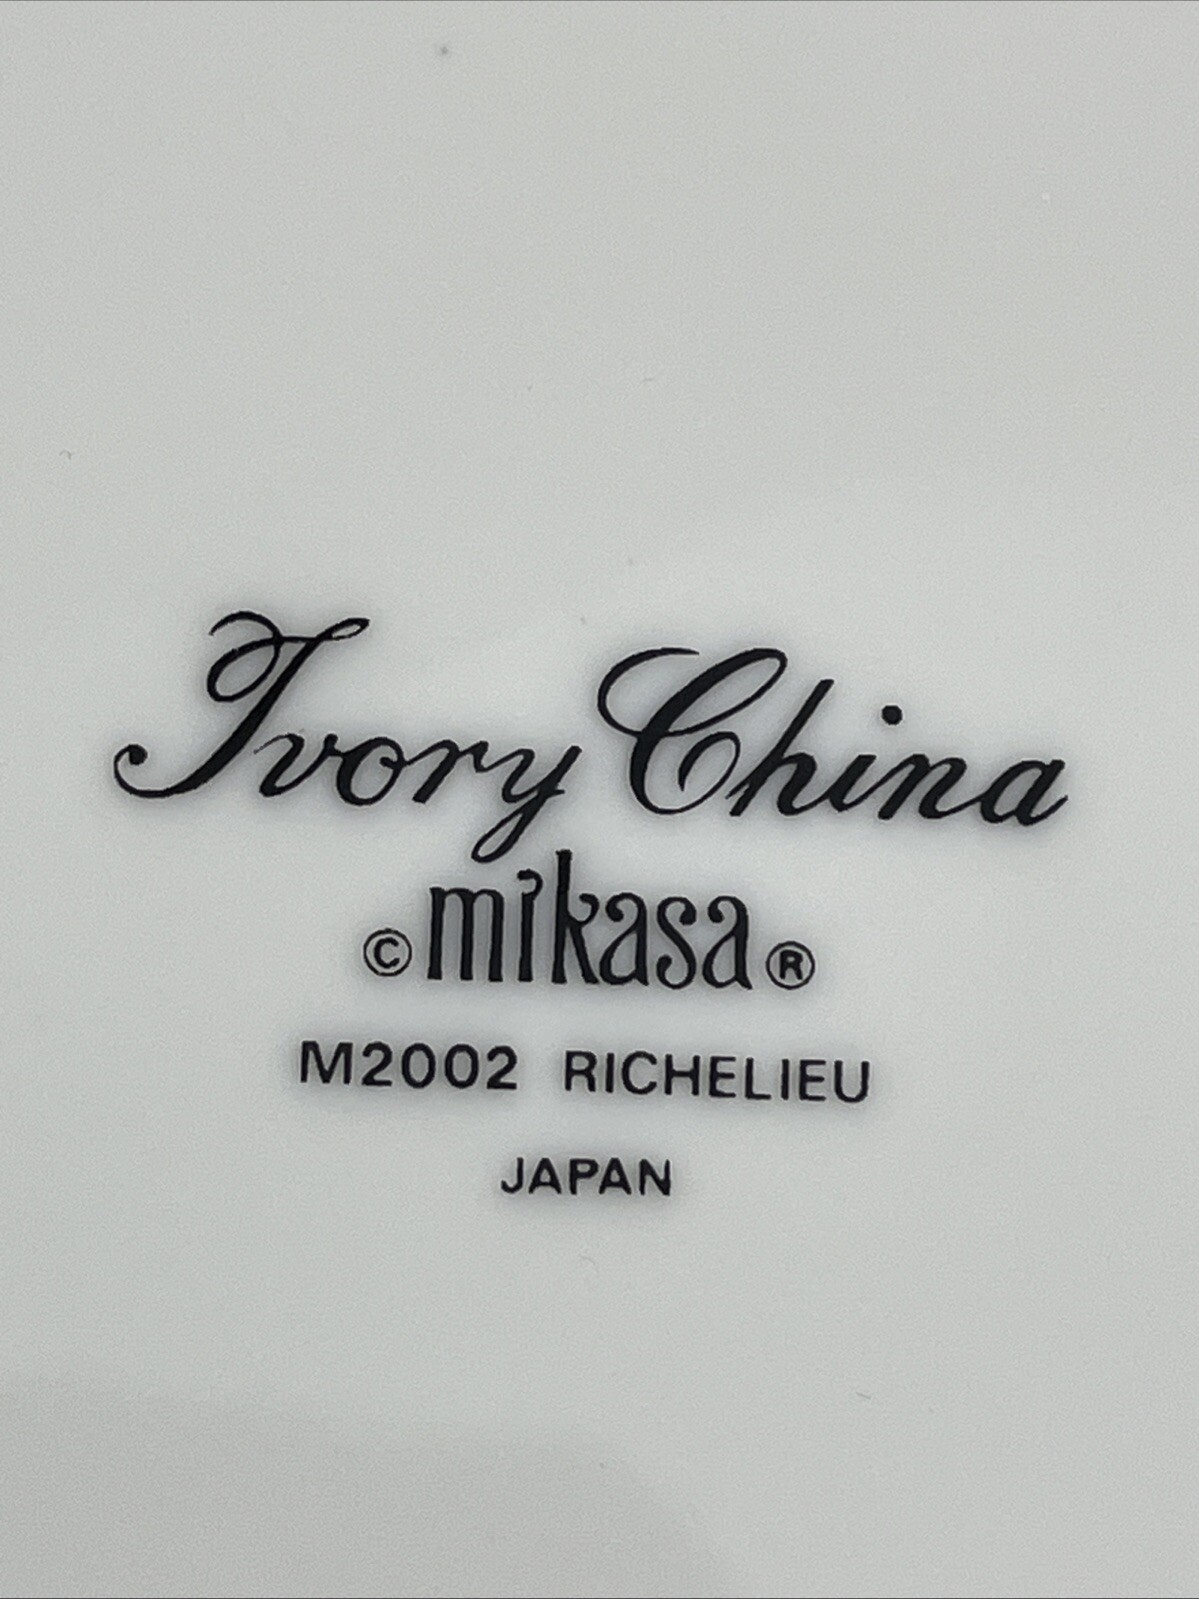 Ivory China
© mikasa ®
M2002 RICHELIEU
JAPAN